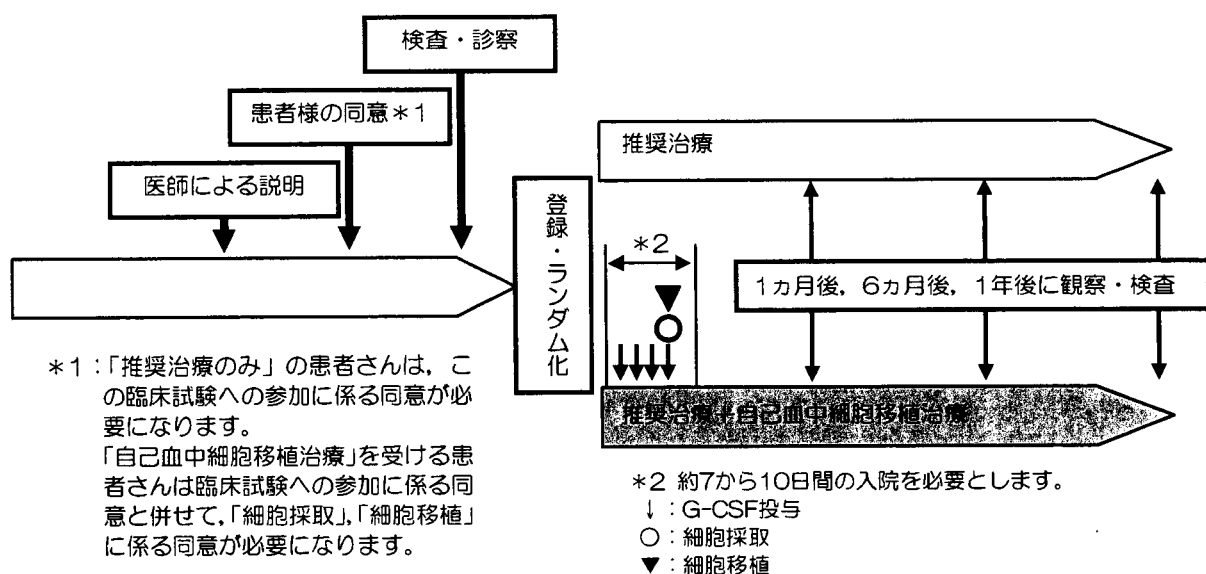 検査・診察
患者様の同意*1
医師による説明
登録・ランダム化
推奨治療
*2
1ヵ月後,6ヵ月後,1年後に観察・検査
推奨治療+自己血中細胞移植治療
*1:「推奨治療のみ」の患者さんは,こ
の臨床試験への参加に係る同意が必
要になります。
「自己血中細胞移植治療」を受ける患
者さんは臨床試験への参加に係る同
意と併せて,「細胞採取」,「細胞移植」
に係る同意が必要になります。
*2 約7から10日間の入院を必要とします。
↓:G-CSF投与
○:細胞採取
▼:細胞移植